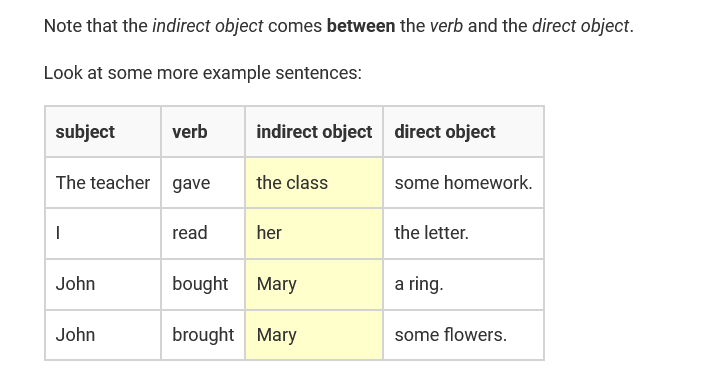 Note that the indirect object comes between the verb and the direct object.
Look at some more example sentences:
subject verb indirect object direct object
The teacher gave the class some homework.
I read her the letter.
John bought Mary a ring.
John brought Mary some flowers.